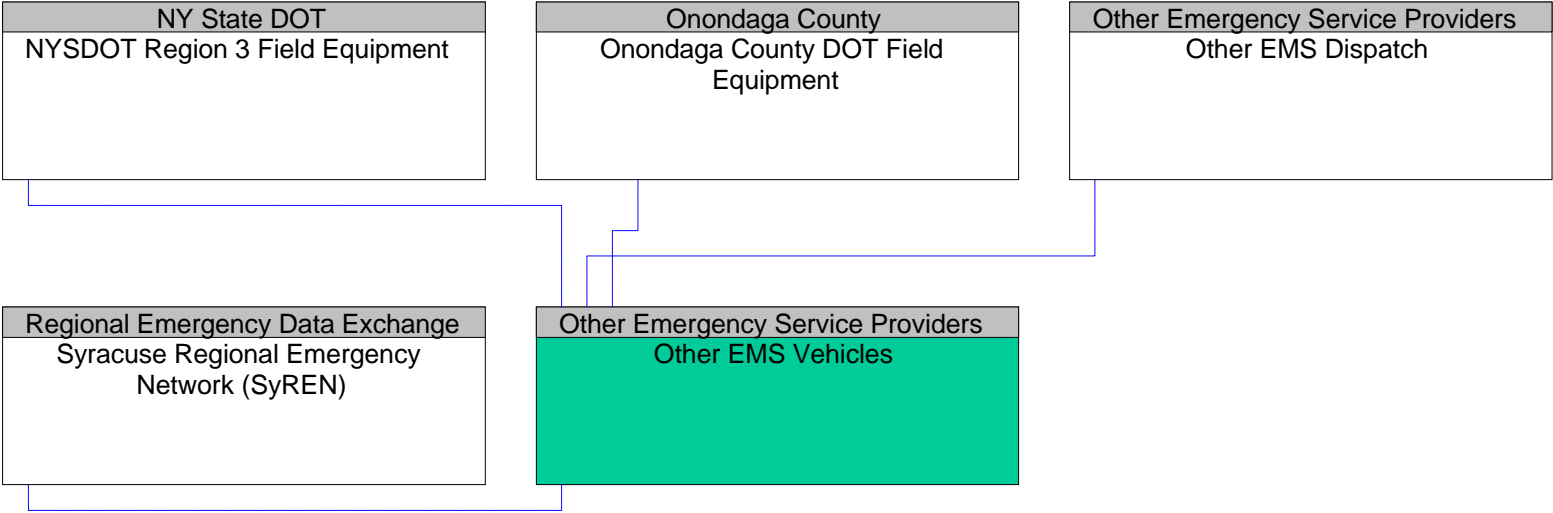 NY State DOT
NYSDOT Region 3 Field Equipment
Onondaga County
Onondaga County DOT Field
Equipment
Other Emergency Service Providers
Other EMS Dispatch
Regional Emergency Data Exchange
Syracuse Regional Emergency
Network (SyREN)
Other Emergency Service Providers
Other EMS Vehicles